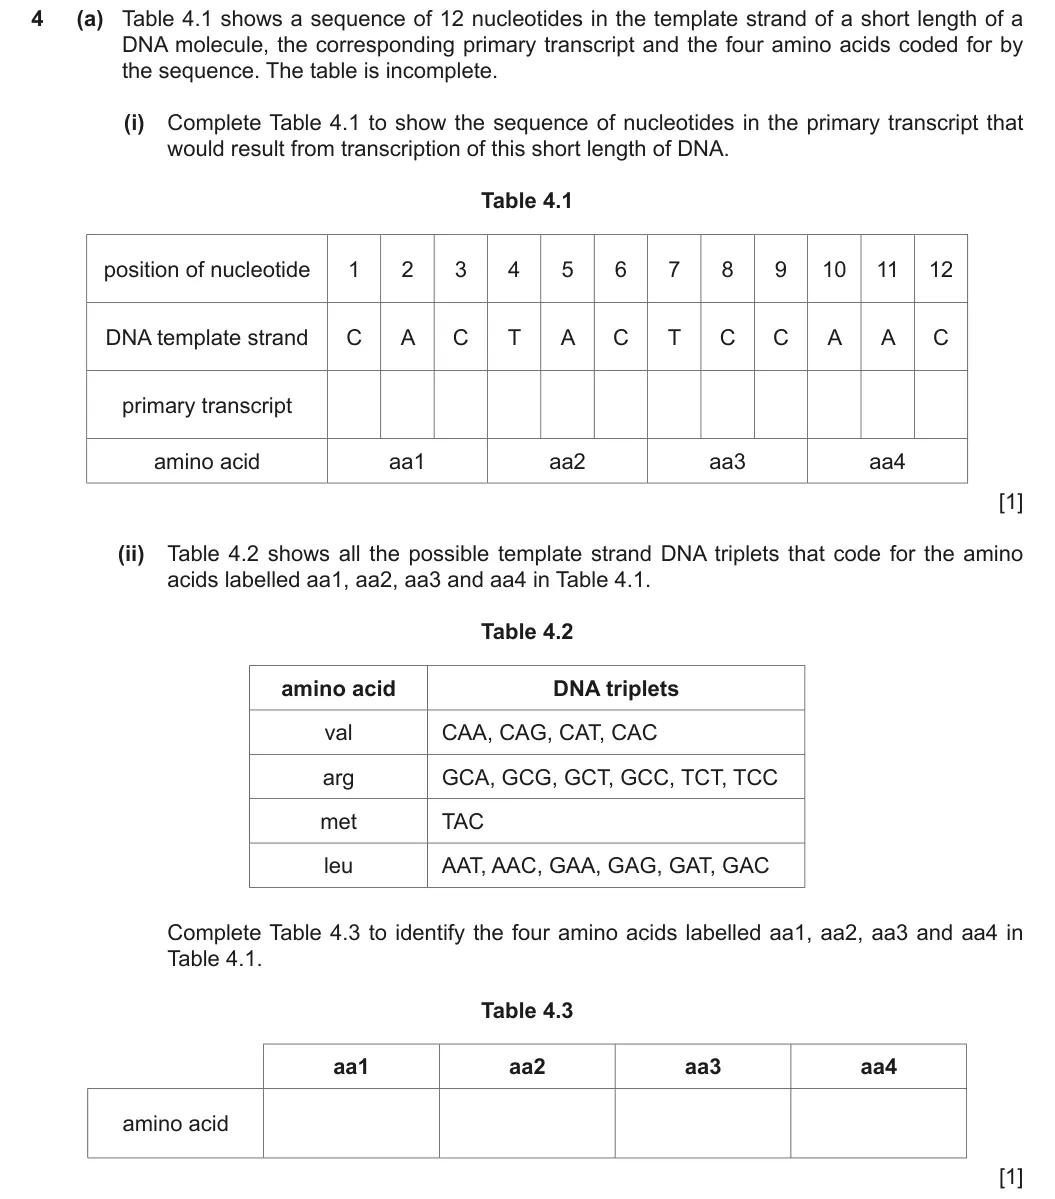 4 (a) Table 4.1 shows a sequence of 12 nucleotides in the template strand of a short length of a
DNA molecule, the corresponding primary transcript and the four amino acids coded for by
the sequence. The table is incomplete.
(i) Complete Table 4.1 to show the sequence of nucleotides in the primary transcript that
would result from transcription of this short length of DNA.
Table 4.1
position of nucleotide 1 2 3 4 5 6 7 8 9 10 11 12
DNA template strand C A C T A C T C C A A C
primary transcript
amino acid aa1 aa2 aa3 aa4
[1]
(ii) Table 4.2 shows all the possible template strand DNA triplets that code for the amino
acids labelled aa1, aa2, aa3 and aa4 in Table 4.1.
Table 4.2
amino acid DNA triplets
val CAA, CAG, CAT, CAC
arg GCA, GCG, GCT, GCC, TCT, TCC
met TAC
leu AAT, AAC, GAA, GAG, GAT, GAC
Complete Table 4.3 to identify the four amino acids labelled aa1, aa2, aa3 and aa4 in
Table 4.1.
Table 4.3
aa1 aa2 aa3 aa4
amino acid
[1]